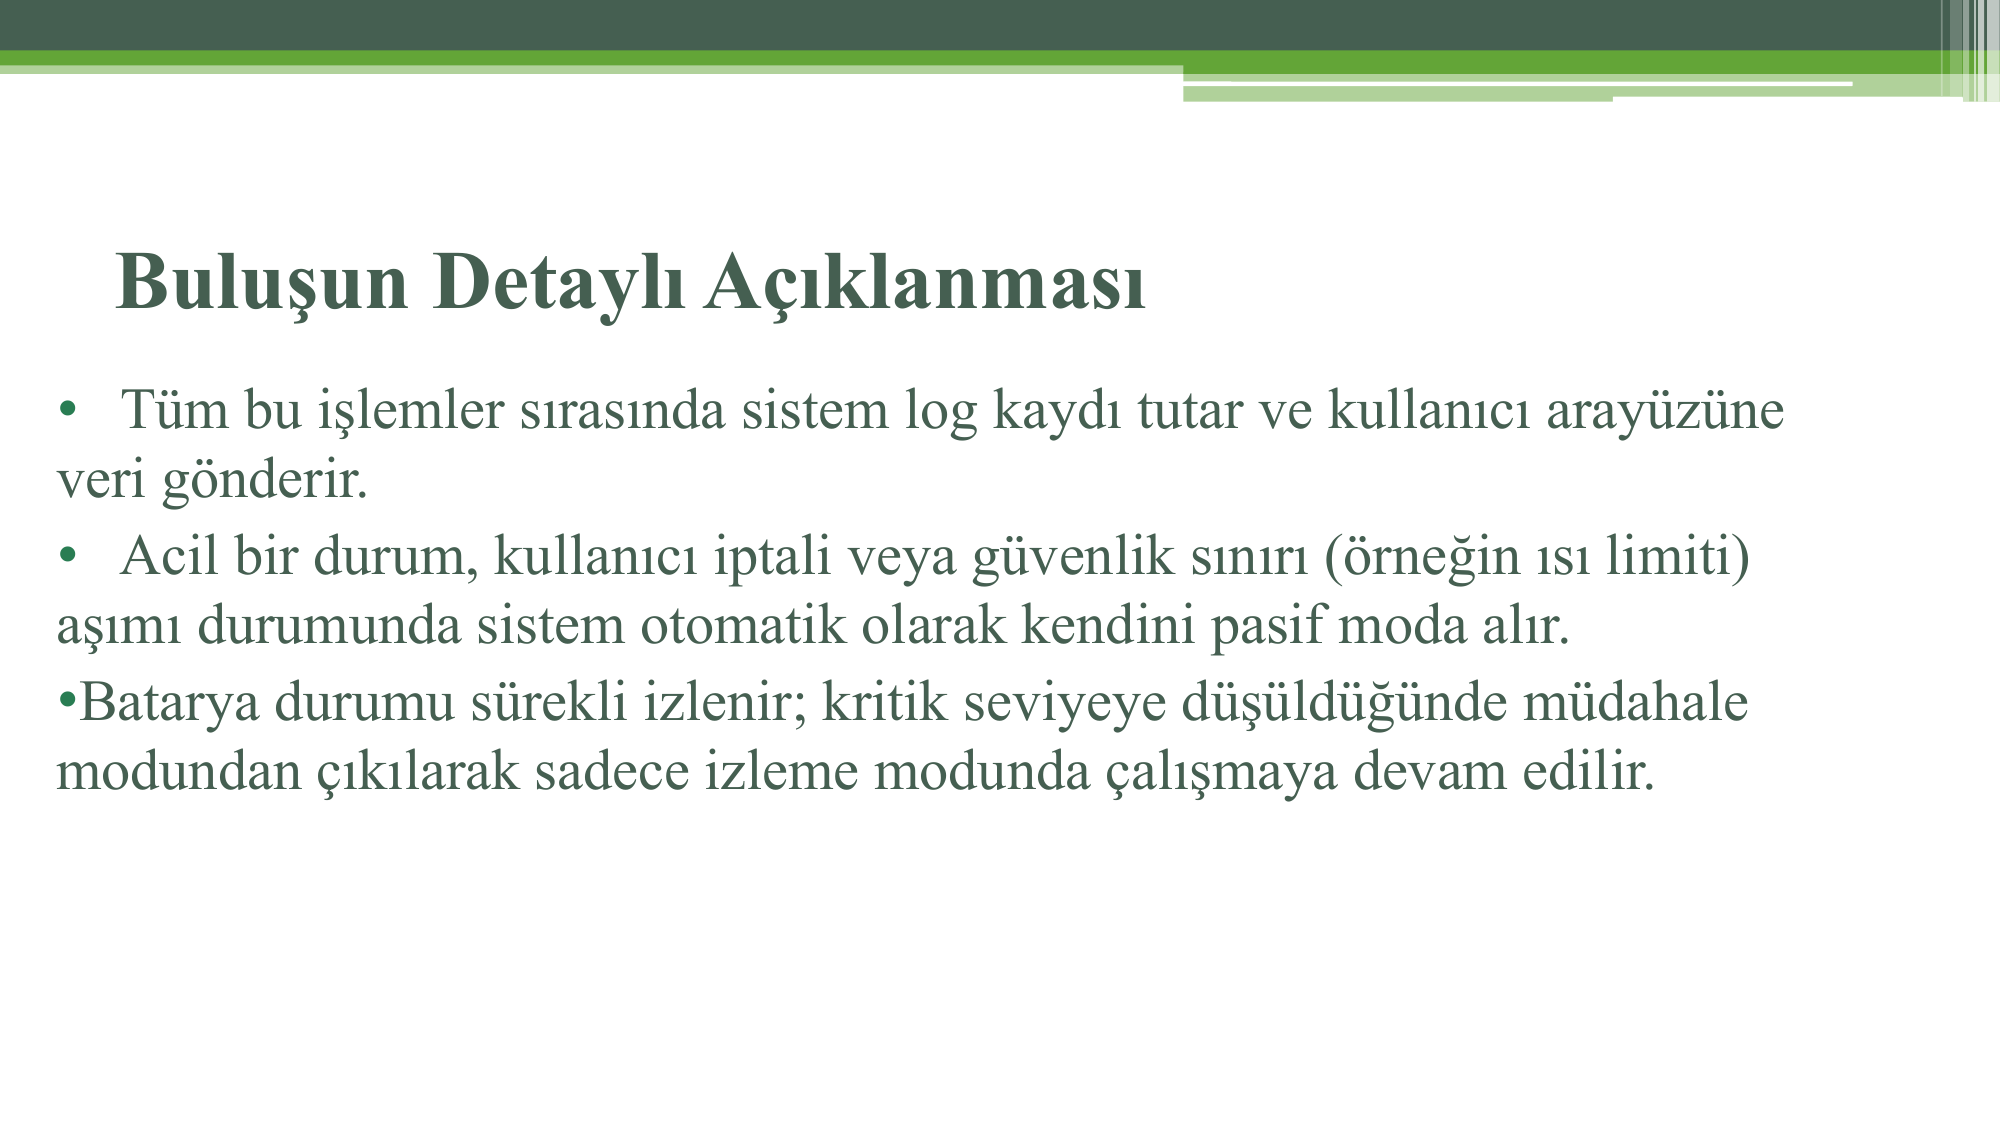 Buluşun Detaylı Açıklanması
• Tüm bu işlemler sırasında sistem log kaydı tutar ve kullanıcı arayüzüne
veri gönderir.
• Acil bir durum, kullanıcı iptali veya güvenlik sınırı (örneğin ısı limiti)
aşımı durumunda sistem otomatik olarak kendini pasif moda alır.
•Batarya durumu sürekli izlenir; kritik seviyeye düşüldüğünde müdahale
modundan çıkılarak sadece izleme modunda çalışmaya devam edilir.